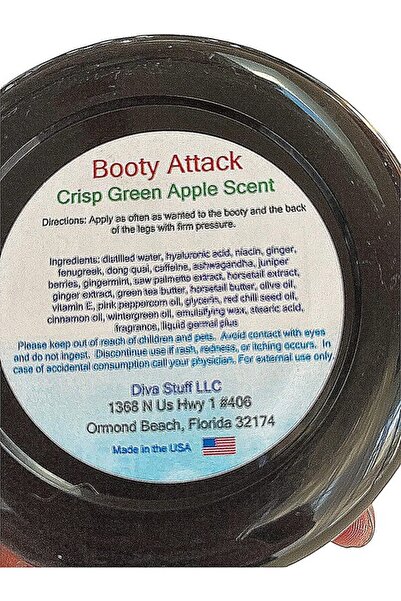 Booty Attack
Crisp Green Apple Scent
Directions: Apply as often as wanted to the booty and the back
of the legs with firm pressure.
Ingredients: distilled water, hyaluronic acid, niacin, ginger,
fenugreek, dong quai, caffeine, ashwagandha, juniper
berries, gingermint, saw palmetto extract, horsetail extract,
ginger extract, green tea butter, horsetail butter, olive oil,
vitamin E, pink peppercorn oil, glycerin, red chili seed oil,
cinnamon oil, wintergreen oil, emulsifying wax, stearic acid,
fragrance, liquid germal plus
Please keep out of reach of children and pets. Avoid contact with eyes
and do not ingest. Discontinue use if rash, redness, or itching occurs. In
case of accidental consumption call your physician. For external use only.
Diva Stuff LLC
1368 N Us Hwy 1 #406
Ormond Beach, Florida 32174
Made in the USA